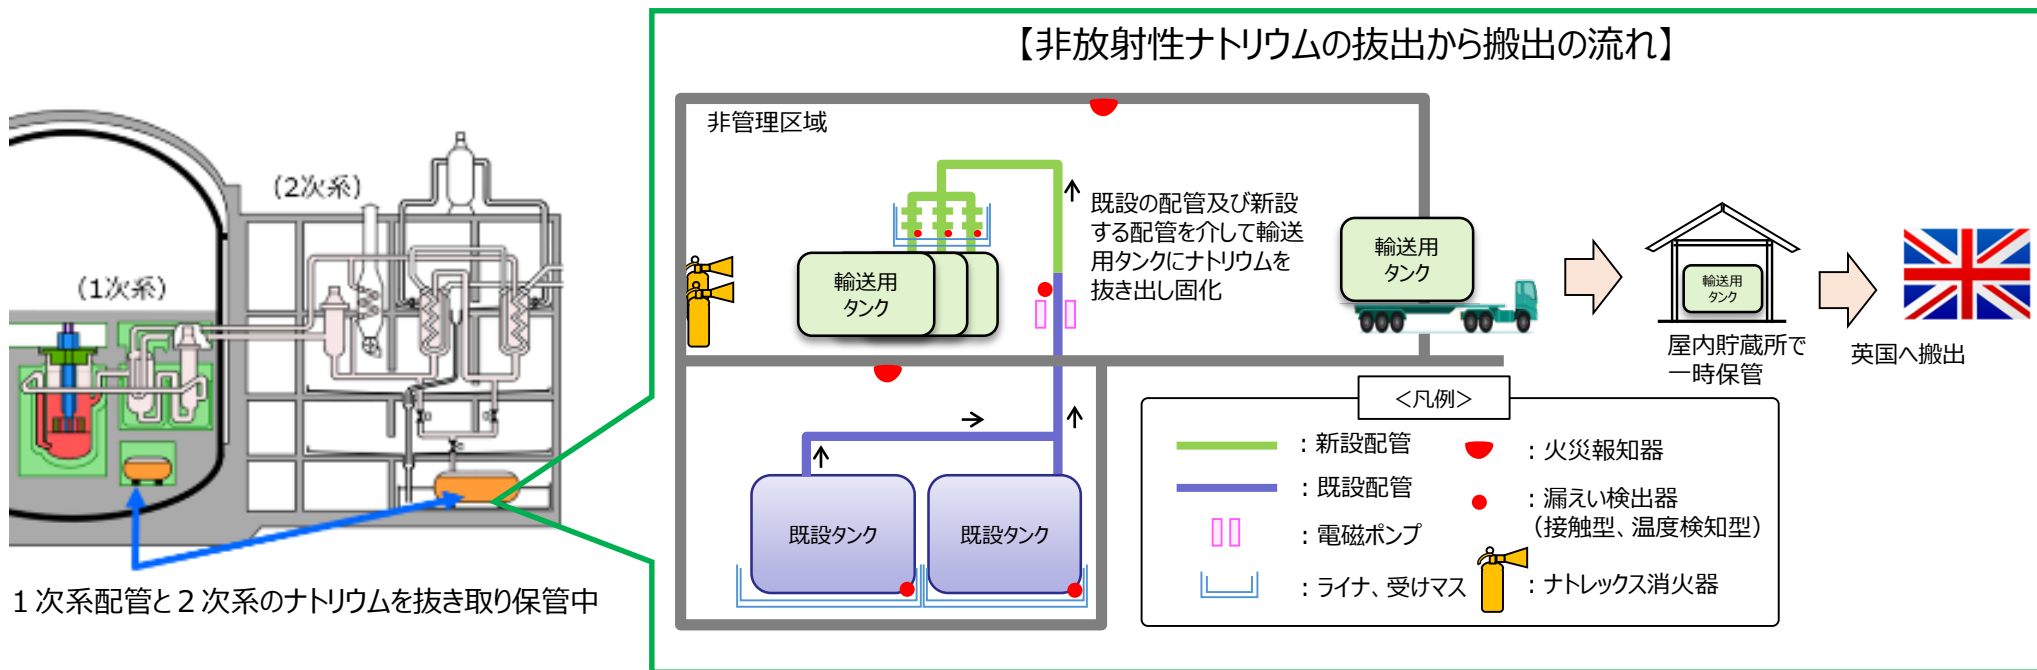 【非放射性ナトリウムの抜出から搬出の流れ】
非管理区域
(2次系)
(1次系)
既設の配管及び新設
する配管を介して輸送
用タンクにナトリウムを
抜き出し固化
輸送用
タンク
輸送用
タンク
輸送用
タンク
屋内貯蔵所で
一時保管
英国へ搬出
既設タンク
既設タンク
<凡例>
:新設配管
:既設配管
:電磁ポンプ
:ライナ、受けマス
:火災報知器
:漏えい検出器
(接触型、温度検知型)
:ナトレックス消火器
1次系配管と2次系のナトリウムを抜き取り保管中